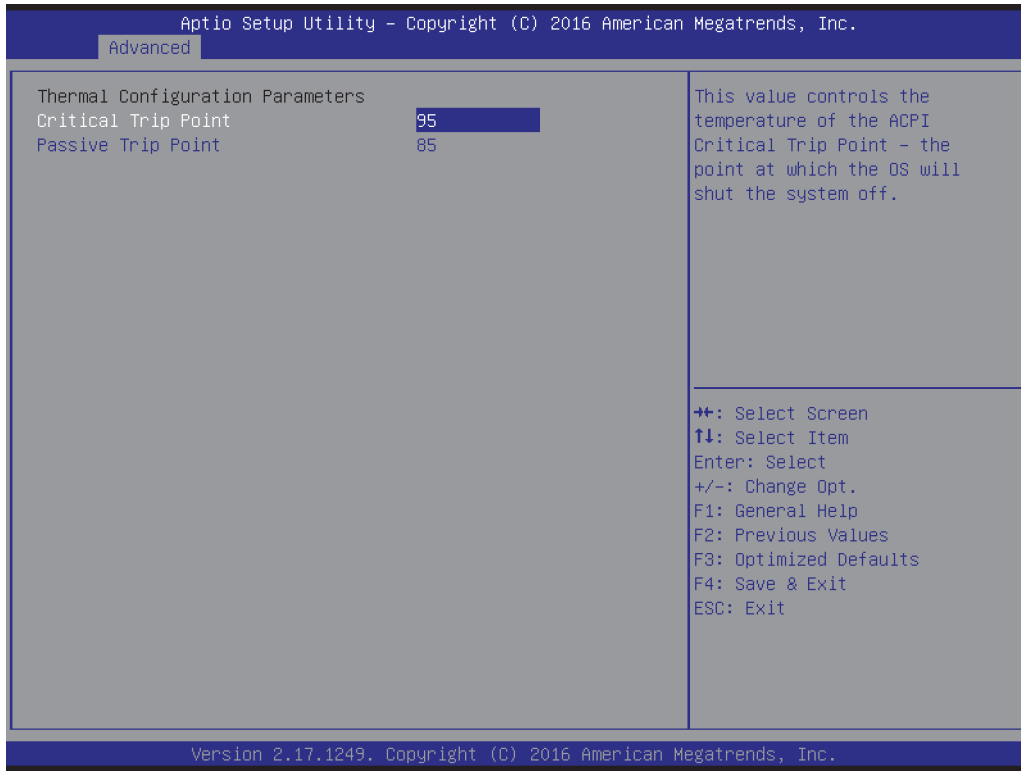 Aptio Setup Utility – Copyright (C) 2016 American Megatrends, Inc.
Advanced
Thermal Configuration Parameters
Critical Trip Point 95
Passive Trip Point 85
This value controls the
temperature of the ACPI
Critical Trip Point – the
point at which the OS will
shut the system off.
→←: Select Screen
↑↓: Select Item
Enter: Select
+/-: Change Opt.
F1: General Help
F2: Previous Values
F3: Optimized Defaults
F4: Save & Exit
ESC: Exit
Version 2.17.1249. Copyright (C) 2016 American Megatrends, Inc.